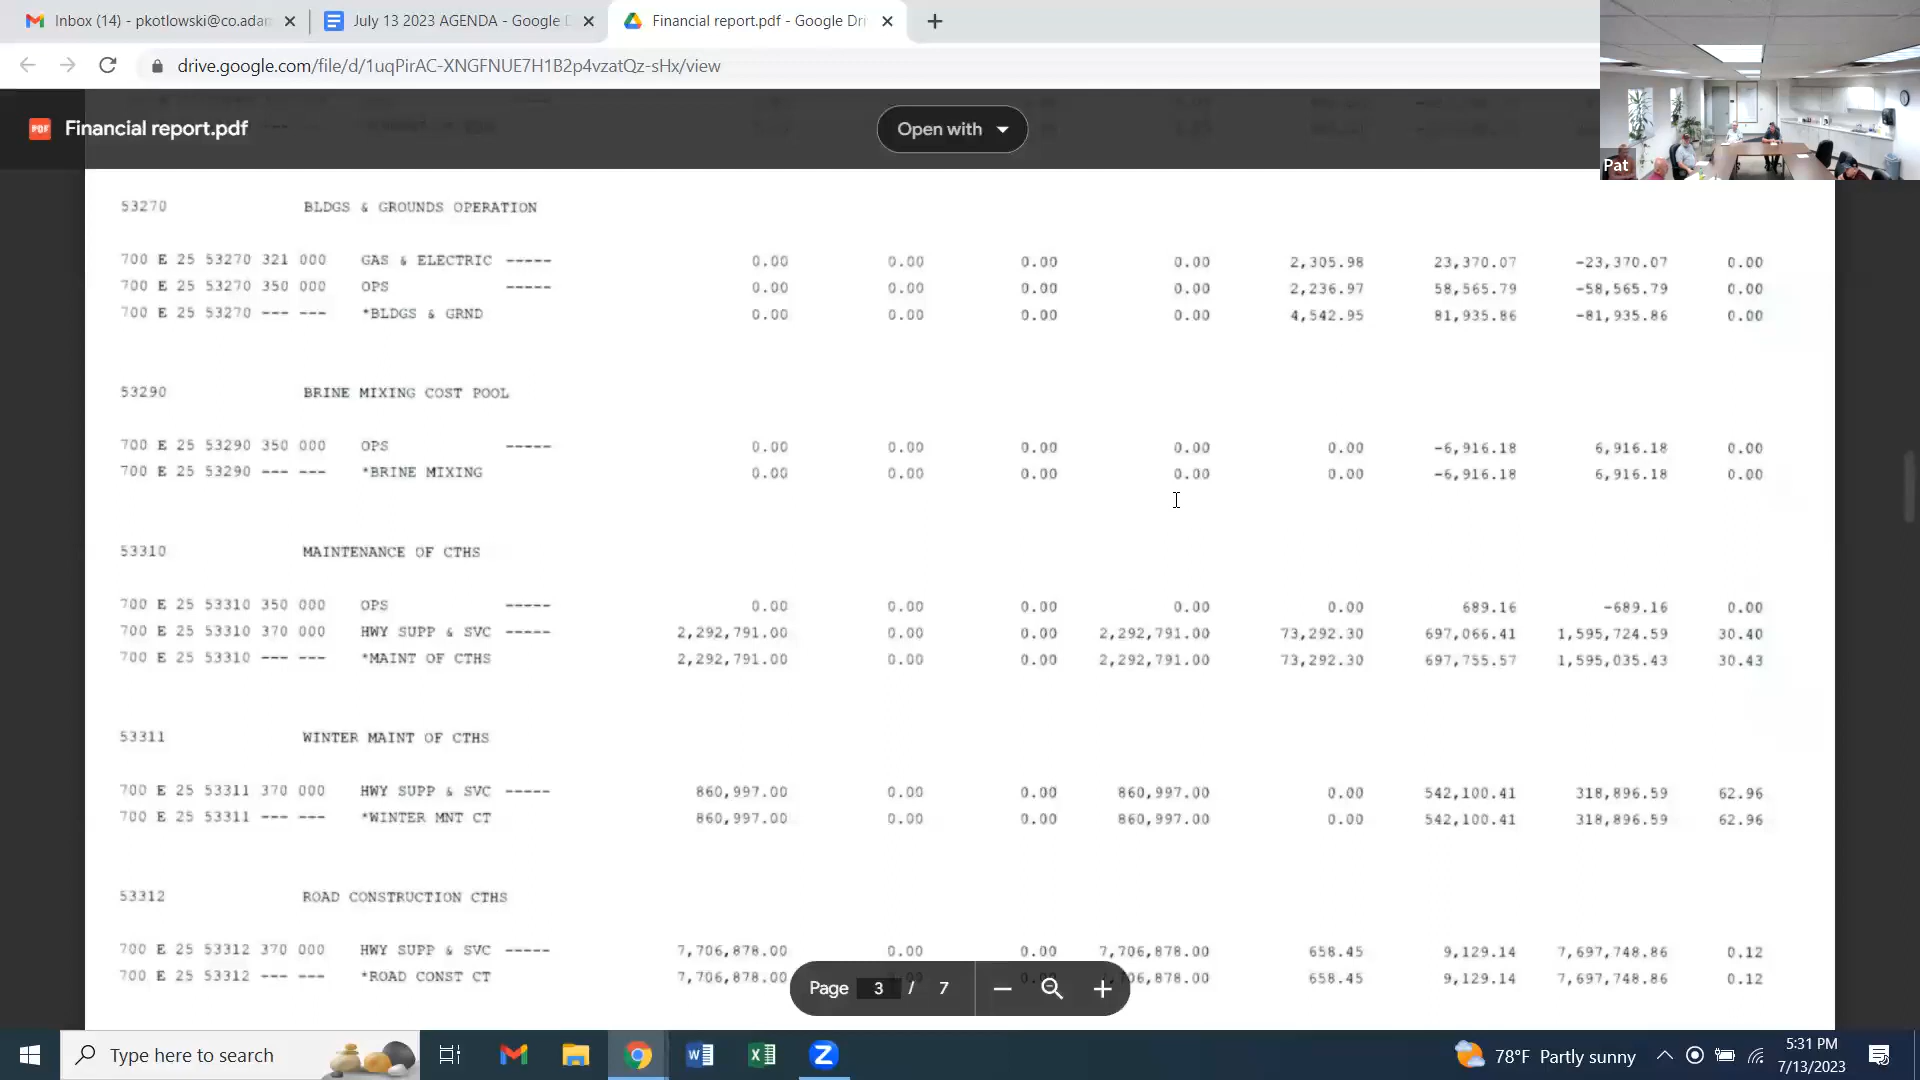 Inbox (14) - pkotlowski@co.adam
July 13 2023 AGENDA - Google D
Financial report.pdf - Google Dri
drive.google.com/file/d/1uqPirAC-XNGFNUE7H1B2p4vzatQz-sHx/view
Pat
PDF Financial report.pdf
Open with
53270 BLDGS & GROUNDS OPERATION
700 E 25 53270 321 000 GAS & ELECTRIC ----- 0.00 0.00 0.00 0.00 2,305.98 23,370.07 -23,370.07 0.00
700 E 25 53270 350 000 OPS ----- 0.00 0.00 0.00 0.00 2,236.97 58,565.79 -58,565.79 0.00
700 E 25 53270 --- --- *BLDGS & GRND 0.00 0.00 0.00 0.00 4,542.95 81,935.86 -81,935.86 0.00
53290 BRINE MIXING COST POOL
700 E 25 53290 350 000 OPS ----- 0.00 0.00 0.00 0.00 0.00 -6,916.18 6,916.18 0.00
700 E 25 53290 --- --- *BRINE MIXING 0.00 0.00 0.00 0.00 0.00 -6,916.18 6,916.18 0.00
53310 MAINTENANCE OF CTHS
700 E 25 53310 350 000 OPS ----- 0.00 0.00 0.00 0.00 0.00 689.16 -689.16 0.00
700 E 25 53310 370 000 HWY SUPP & SVC ----- 2,292,791.00 0.00 0.00 2,292,791.00 73,292.30 697,066.41 1,595,724.59 30.40
700 E 25 53310 --- --- *MAINT OF CTHS 2,292,791.00 0.00 0.00 2,292,791.00 73,292.30 697,755.57 1,595,035.43 30.43
53311 WINTER MAINT OF CTHS
700 E 25 53311 370 000 HWY SUPP & SVC ----- 860,997.00 0.00 0.00 860,997.00 0.00 542,100.41 318,896.59 62.96
700 E 25 53311 --- --- *WINTER MNT CT 860,997.00 0.00 0.00 860,997.00 0.00 542,100.41 318,896.59 62.96
53312 ROAD CONSTRUCTION CTHS
700 E 25 53312 370 000 HWY SUPP & SVC ----- 7,706,878.00 0.00 0.00 7,706,878.00 658.45 9,129.14 7,697,748.86 0.12
700 E 25 53312 --- --- *ROAD CONST CT 7,706,878.00 706,878.00 658.45 9,129.14 7,697,748.86 0.12
Page 3 / 7
Type here to search
78°F Partly sunny
5:31 PM
7/13/2023